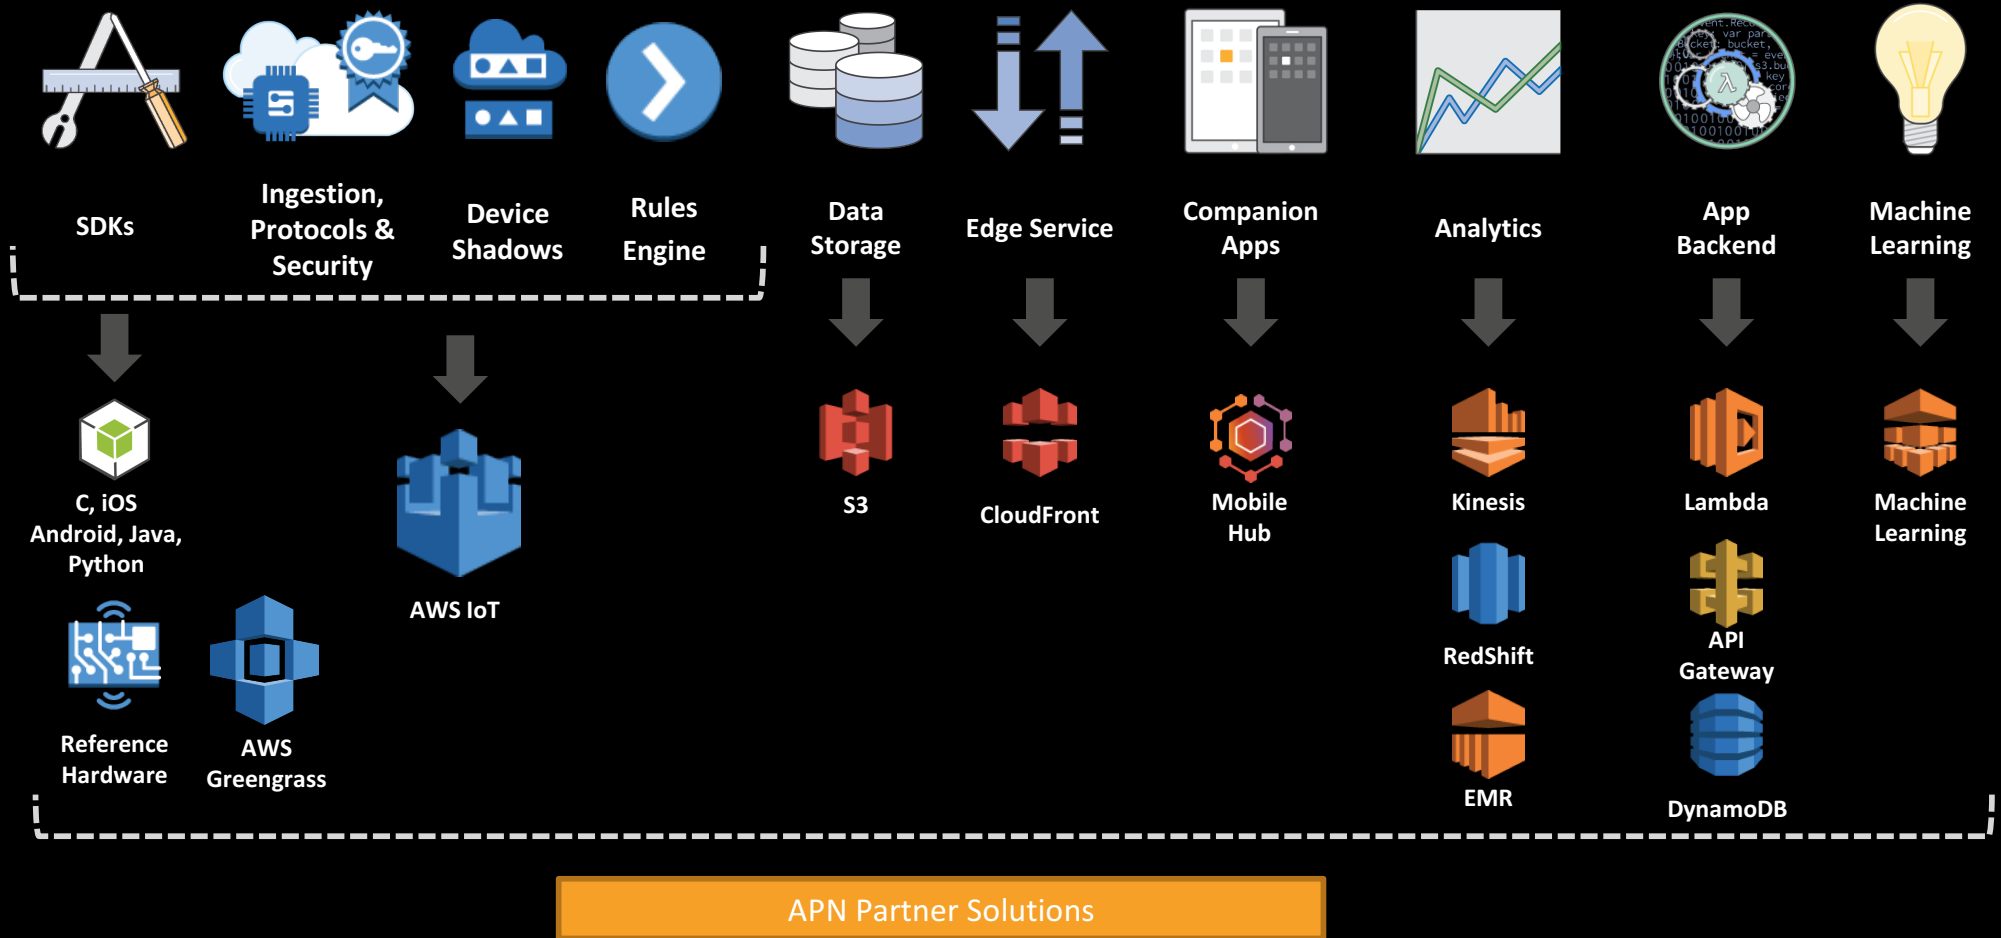 SDKs
Ingestion,
Protocols &
Security
Device
Shadows
Rules
Engine
Data
Storage
Edge Service
Companion
Apps
Analytics
App
Backend
Machine
Learning
C, iOS
Android, Java,
Python
Reference
Hardware
AWS
Greengrass
AWS IoT
S3
CloudFront
Mobile
Hub
Kinesis
RedShift
EMR
Lambda
API
Gateway
DynamoDB
Machine
Learning
APN Partner Solutions